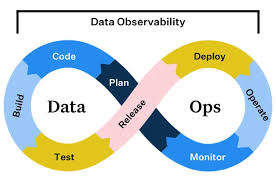 Data Observability
Code
Plan
Deploy
Build
Data
Release
Ops
Operate
Test
Monitor